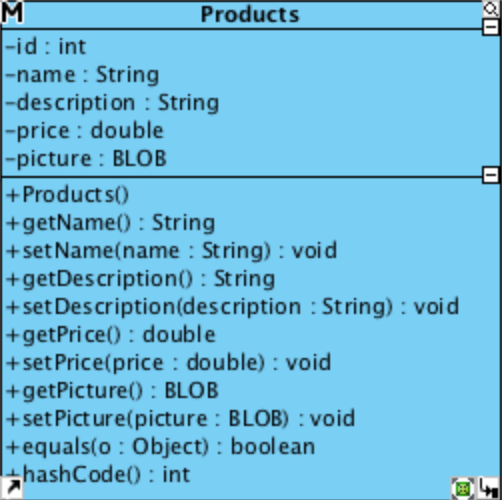 M
Products
-id : int
-name : String
-description : String
-price : double
-picture : BLOB
+Products()
+getName() : String
+setName(name : String) : void
+getDescription() : String
+setDescription(description : String) : void
+getPrice() : double
+setPrice(price : double) : void
+getPicture() : BLOB
+setPicture(picture : BLOB) : void
+equals(o : Object) : boolean
+hashCode() : int